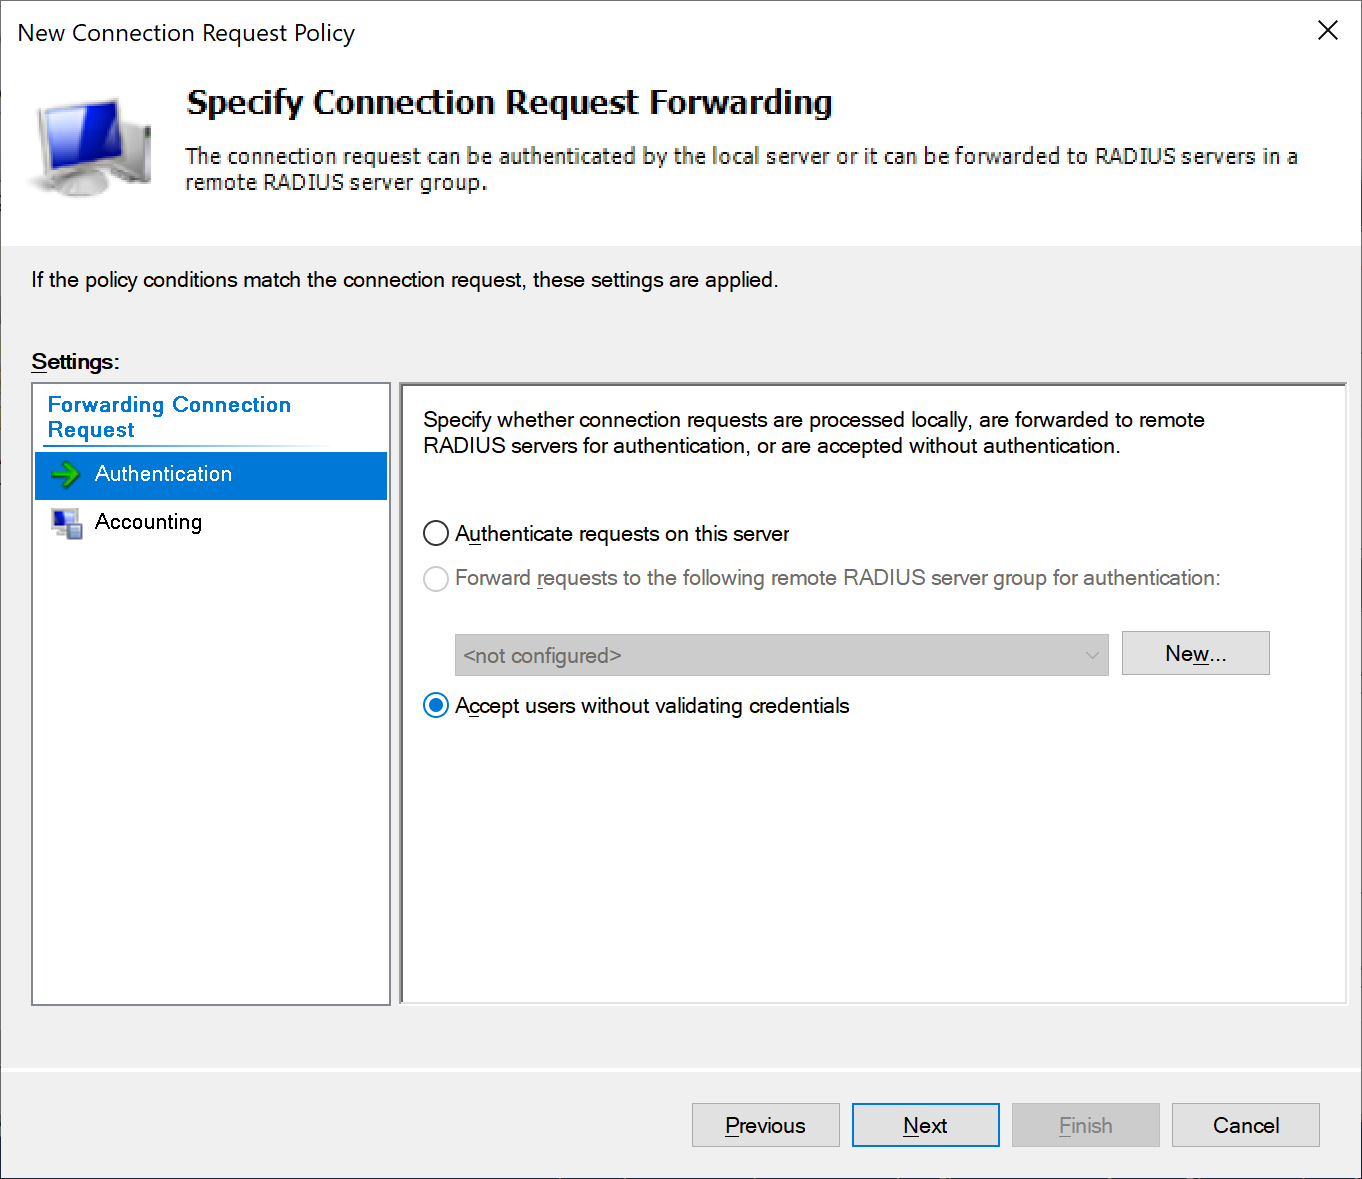 New Connection Request Policy
Specify Connection Request Forwarding
The connection request can be authenticated by the local server or it can be forwarded to RADIUS servers in a
remote RADIUS server group.
If the policy conditions match the connection request, these settings are applied.
Settings:
Forwarding Connection
Request
Authentication
Accounting
Specify whether connection requests are processed locally, are forwarded to remote
RADIUS servers for authentication, or are accepted without authentication.
Authenticate requests on this server
Forward requests to the following remote RADIUS server group for authentication:
<not configured>
New...
Accept users without validating credentials
Previous
Next
Finish
Cancel